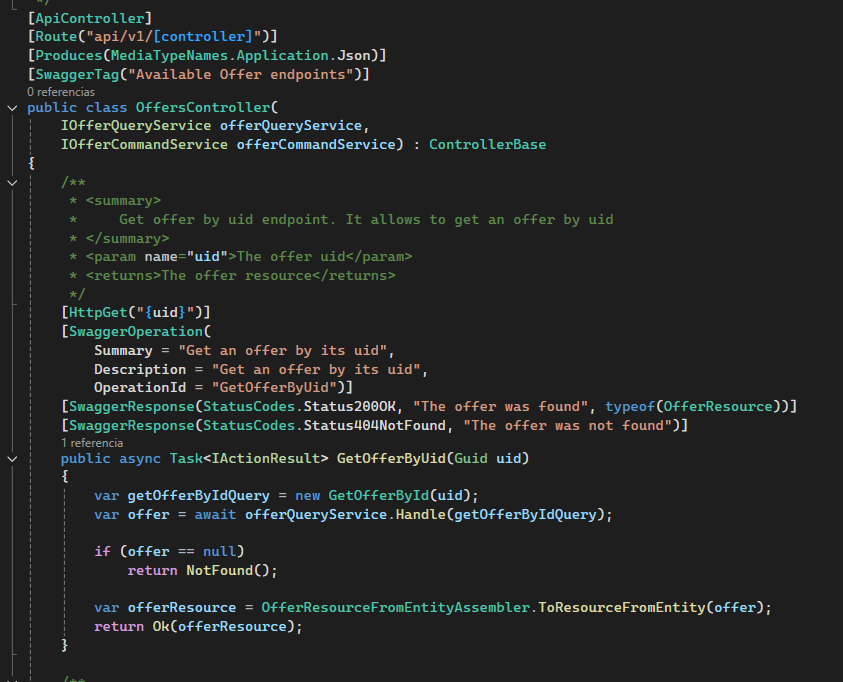 */
[ApiController]
[Route("api/v1/[controller]")]
[Produces(MediaTypeNames.Application.Json)]
[SwaggerTag("Available Offer endpoints")]
0 referencias
public class OffersController(
    IOfferQueryService offerQueryService,
    IOfferCommandService offerCommandService) : ControllerBase
{
    /**
     * <summary>
     *     Get offer by uid endpoint. It allows to get an offer by uid
     * </summary>
     * <param name="uid">The offer uid</param>
     * <returns>The offer resource</returns>
     */
    [HttpGet("{uid}")]
    [SwaggerOperation(
        Summary = "Get an offer by its uid",
        Description = "Get an offer by its uid",
        OperationId = "GetOfferByUid")]
    [SwaggerResponse(StatusCodes.Status200OK, "The offer was found", typeof(OfferResource))]
    [SwaggerResponse(StatusCodes.Status404NotFound, "The offer was not found")]
    1 referencia
    public async Task<IActionResult> GetOfferByUid(Guid uid)
    {
        var getOfferByIdQuery = new GetOfferById(uid);
        var offer = await offerQueryService.Handle(getOfferByIdQuery);

        if (offer == null)
            return NotFound();

        var offerResource = OfferResourceFromEntityAssembler.ToResourceFromEntity(offer);
        return Ok(offerResource);
    }

    /**